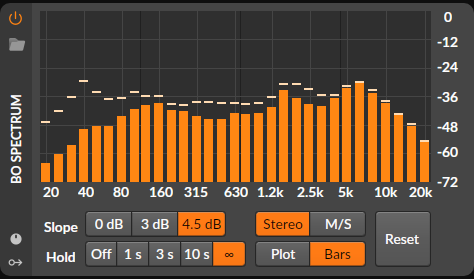 BO SPECTRUM
0
-12
-24
-36
-48
-60
-72
20 40 80 160 315 630 1.2k 2.5k 5k 10k 20k
Slope 0 dB 3 dB 4.5 dB Stereo M/S
Hold Off 1 s 3 s 10 s ∞ Plot Bars
Reset